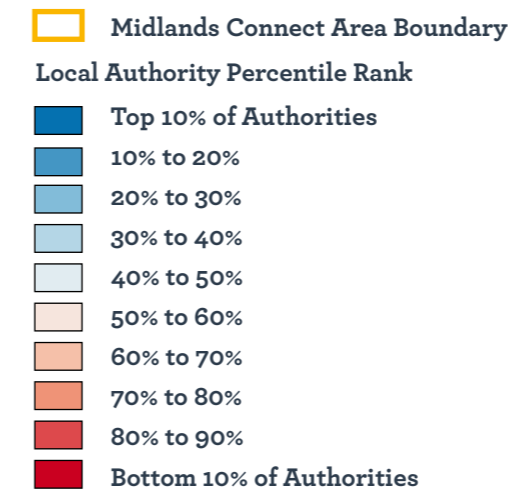 Midlands Connect Area Boundary
Local Authority Percentile Rank
Top 10% of Authorities
10% to 20%
20% to 30%
30% to 40%
40% to 50%
50% to 60%
60% to 70%
70% to 80%
80% to 90%
Bottom 10% of Authorities